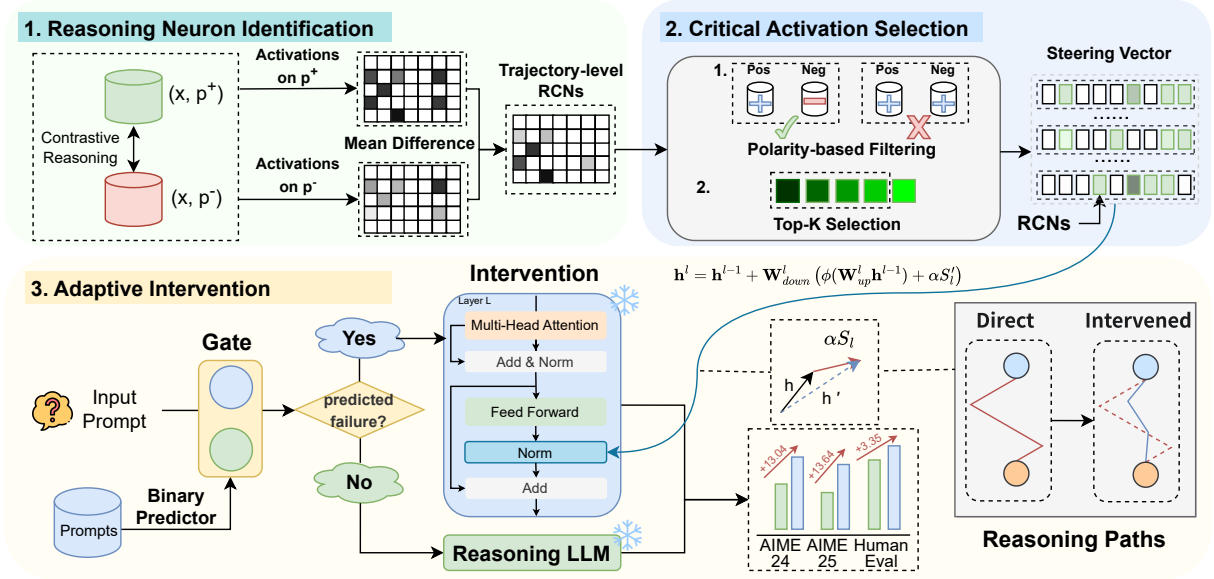 1. Reasoning Neuron Identification
(x, p+)
Contrastive
Reasoning
(x, p-)
Activations
on p+
Mean Difference
Activations
on p-
Trajectory-level
RCNs
2. Critical Activation Selection
1.
Pos Neg Pos Neg
Polarity-based Filtering
2.
Top-K Selection
Steering Vector
......
......
RCNs
3. Adaptive Intervention
Input
Prompt
Gate
Prompts
Binary
Predictor
predicted
failure?
Yes
No
Intervention
Layer L
Multi-Head Attention
Add & Norm
Feed Forward
Norm
Add
Reasoning LLM
h^l = h^{l-1} + W^l_{down} (ϕ(W^l_{up}h^{l-1}) + αS'_l)
αS_l
h
h '
+13.04
+13.64
+3.35
AIME
24
AIME
25
Human
Eval
Direct
Intervened
Reasoning Paths